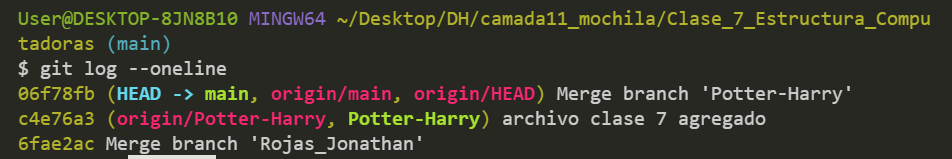 User@DESKTOP-8JN8B10 MINGW64 ~/Desktop/DH/camada11_mochila/Clase_7_Estructura_Compu
tadoras (main)
$ git log --oneline
06f78fb (HEAD -> main, origin/main, origin/HEAD) Merge branch 'Potter-Harry'
c4e76a3 (origin/Potter-Harry, Potter-Harry) archivo clase 7 agregado
6fae2ac Merge branch 'Rojas_Jonathan'